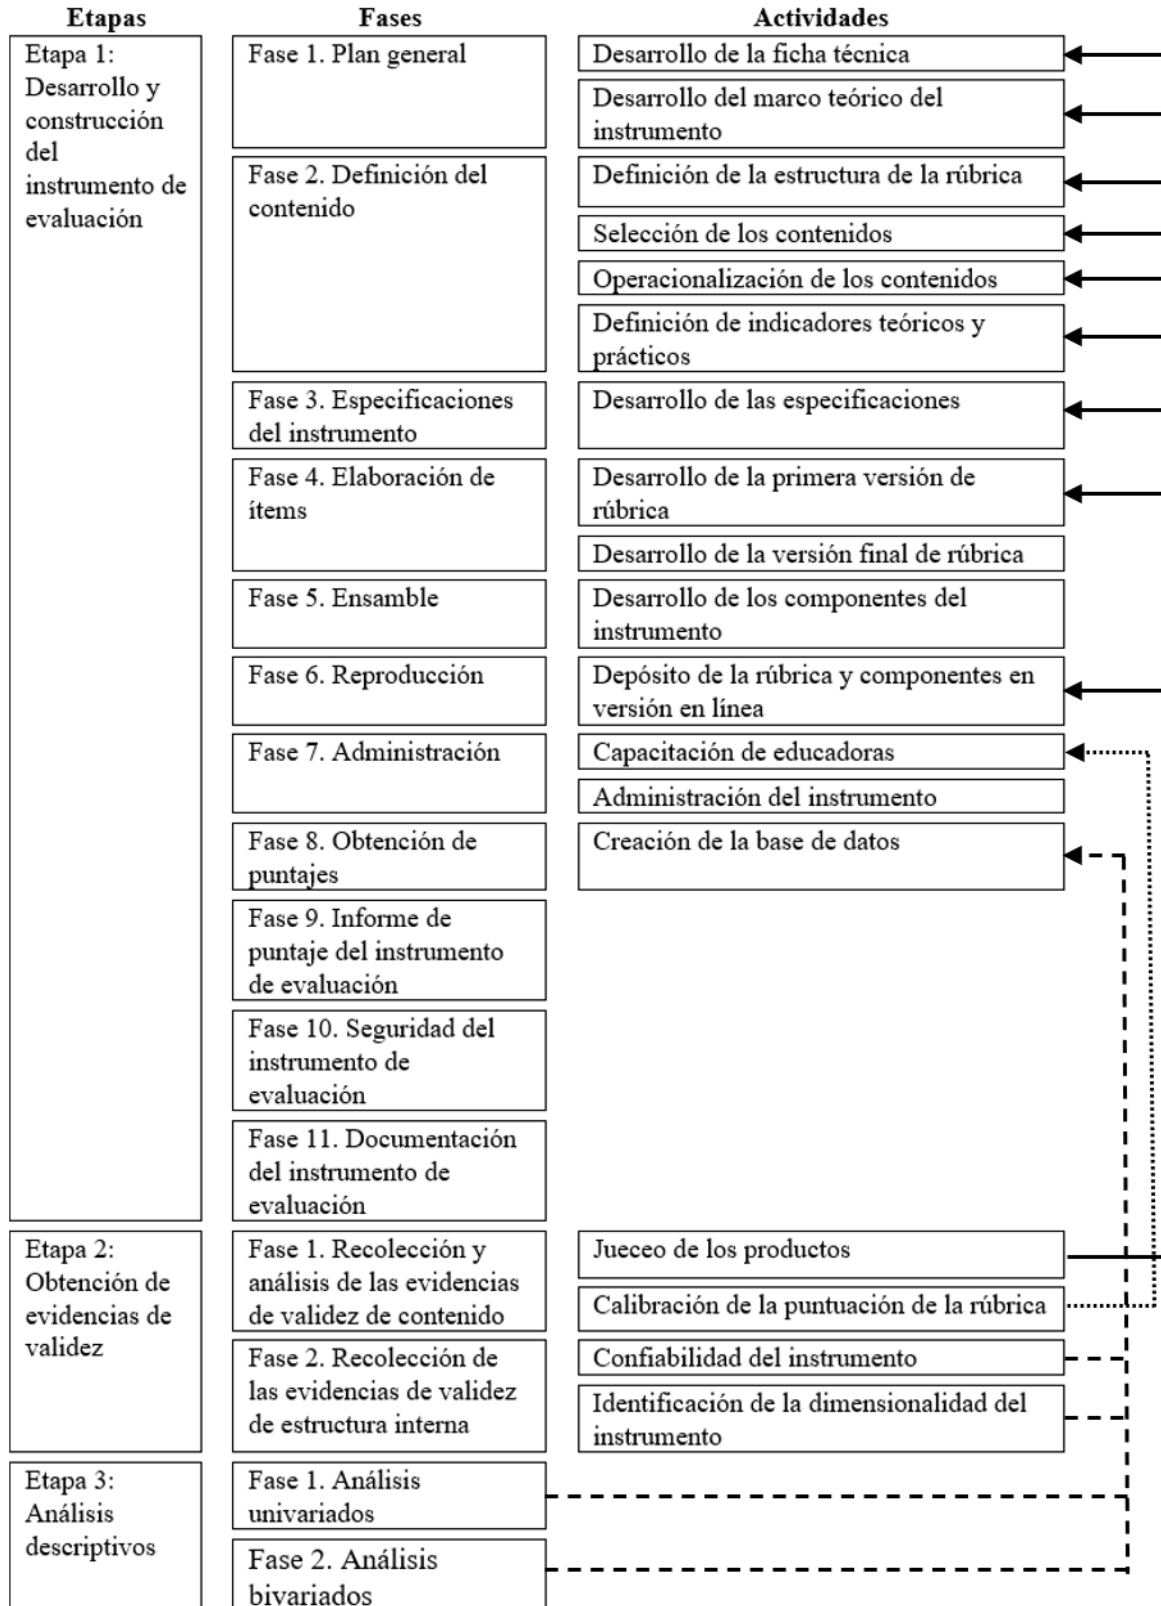 Etapas
Fases
Actividades
Etapa 1:
Desarrollo y
construcción
del
instrumento de
evaluación
Fase 1. Plan general
Desarrollo de la ficha técnica
Desarrollo del marco teórico del
instrumento
Fase 2. Definición del
contenido
Definición de la estructura de la rúbrica
Selección de los contenidos
Operacionalización de los contenidos
Definición de indicadores teóricos y
prácticos
Fase 3. Especificaciones
del instrumento
Desarrollo de las especificaciones
Fase 4. Elaboración de
ítems
Desarrollo de la primera versión de
rúbrica
Desarrollo de la versión final de rúbrica
Fase 5. Ensamble
Desarrollo de los componentes del
instrumento
Fase 6. Reproducción
Depósito de la rúbrica y componentes en
versión en línea
Fase 7. Administración
Capacitación de educadoras
Administración del instrumento
Fase 8. Obtención de
puntajes
Creación de la base de datos
Fase 9. Informe de
puntaje del instrumento
de evaluación
Fase 10. Seguridad del
instrumento de
evaluación
Fase 11. Documentación
del instrumento de
evaluación
Etapa 2:
Obtención de
evidencias de
validez
Fase 1. Recolección y
análisis de las evidencias
de validez de contenido
Jueceo de los productos
Calibración de la puntuación de la rúbrica
Fase 2. Recolección de
las evidencias de validez
de estructura interna
Confiabilidad del instrumento
Identificación de la dimensionalidad del
instrumento
Etapa 3:
Análisis
descriptivos
Fase 1. Análisis
univariados
Fase 2. Análisis
bivariados